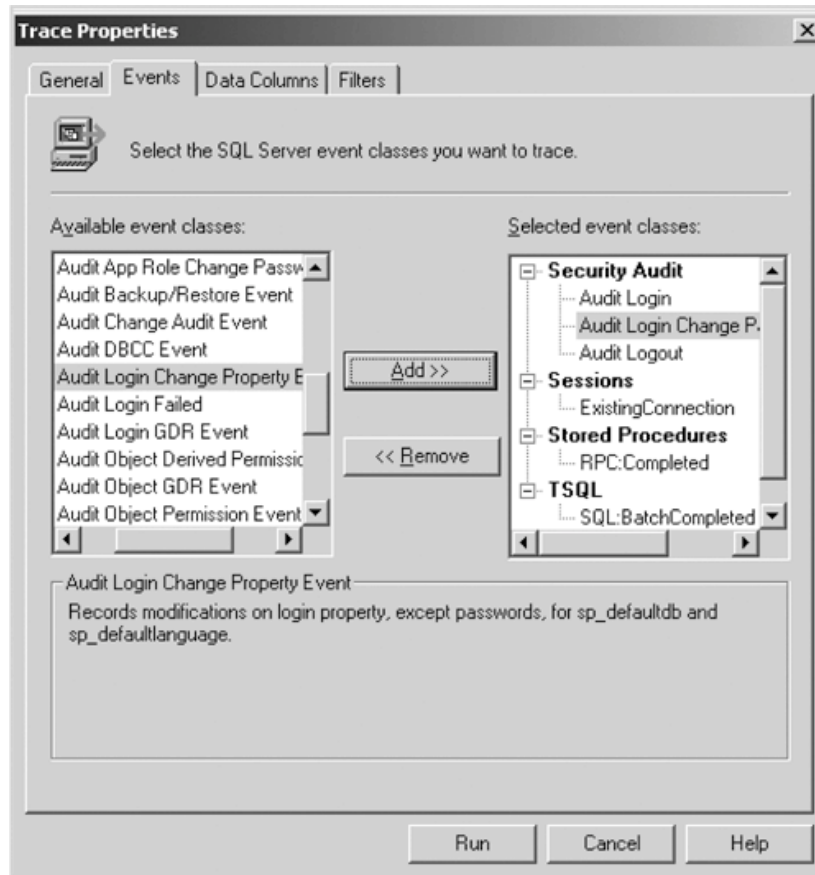 Trace Properties
General Events Data Columns Filters
Select the SQL Server event classes you want to trace.
Available event classes:
Audit App Role Change Passw
Audit Backup/Restore Event
Audit Change Audit Event
Audit DBCC Event
Audit Login Change Property E
Audit Login Failed
Audit Login GDR Event
Audit Object Derived Permissic
Audit Object GDR Event
Audit Object Permission Event
Add >>
<< Remove
Selected event classes:
Security Audit
Audit Login
Audit Login Change P
Audit Logout
Sessions
ExistingConnection
Stored Procedures
RPC:Completed
TSQL
SQL:BatchCompleted
Audit Login Change Property Event
Records modifications on login property, except passwords, for sp_defaultdb and
sp_defaultlanguage.
Run Cancel Help